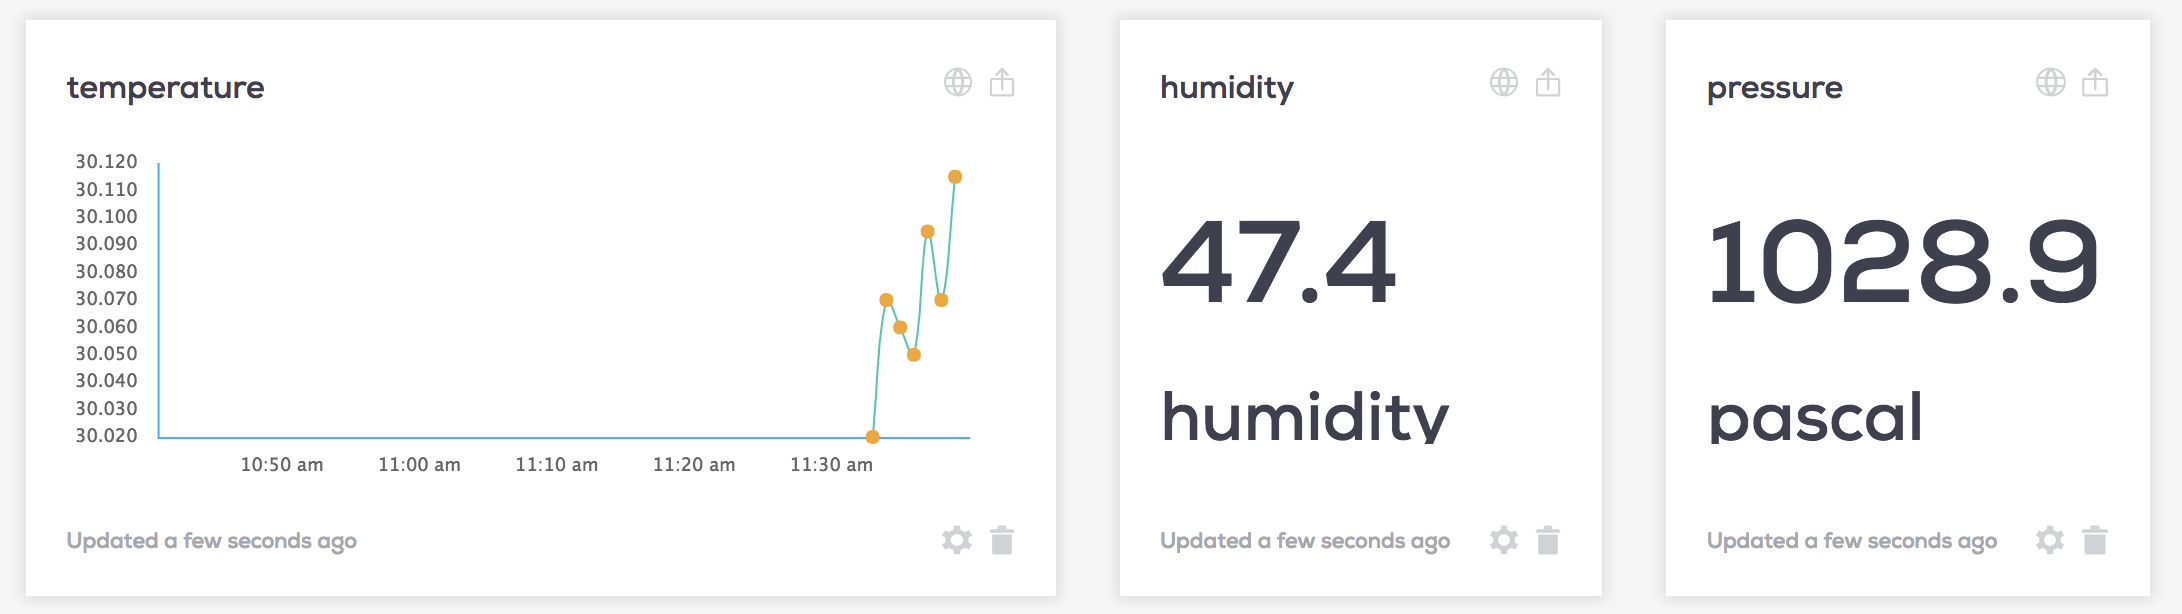 temperature
30.120
30.110
30.100
30.090
30.080
30.070
30.060
30.050
30.040
30.030
30.020
10:50 am 11:00 am 11:10 am 11:20 am 11:30 am
Updated a few seconds ago
humidity
47.4
humidity
Updated a few seconds ago
pressure
1028.9
pascal
Updated a few seconds ago